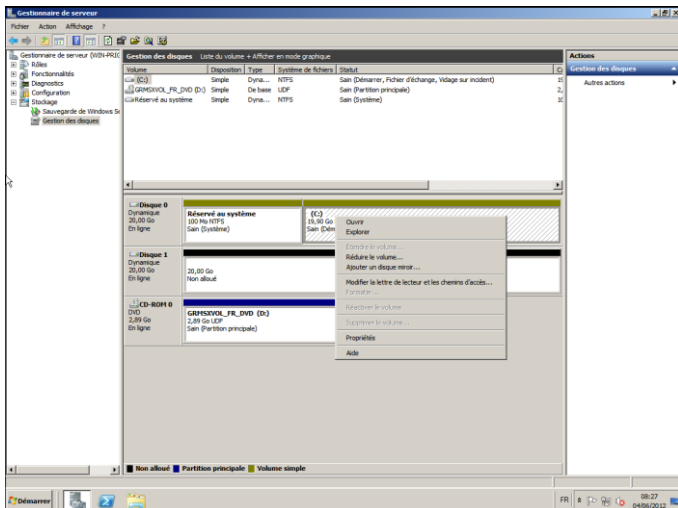 Gestionnaire de serveur
Fichier Action Affichage ?
Gestionnaire de serveur (WIN-PRIC
Rôles
Fonctionnalités
Diagnostics
Configuration
Stockage
Sauvegarde de Windows Se
Gestion des disques
Gestion des disques Liste du volume + Afficher en mode graphique
Volume Disposition Type Système de fichiers Statut C
(C:) Simple Dyna... NTFS Sain (Démarrer, Fichier d'échange, Vidage sur incident) 19
GRMSXVOL_FR_DVD (D:) Simple De base UDF Sain (Partition principale) 2,
Réservé au système Simple Dyna... NTFS Sain (Système) 10
Disque 0
Dynamique
20,00 Go
En ligne
Réservé au système
100 Mo NTFS
Sain (Système)
(C:)
19,90 Go
Sain (Dém
Disque 1
Dynamique
20,00 Go
En ligne
20,00 Go
Non alloué
CD-ROM 0
DVD
2,89 Go
En ligne
GRMSXVOL_FR_DVD (D:)
2,89 Go UDF
Sain (Partition principale)
Ouvrir
Explorer
Etendre le volume...
Réduire le volume...
Ajouter un disque miroir...
Modifier la lettre de lecteur et les chemins d'accès...
Formater...
Réactiver le volume
Supprimer le volume...
Propriétés
Aide
Non alloué Partition principale Volume simple
Actions
Gestion des disques
Autres actions
Démarrer
FR
08:27
04/06/2012